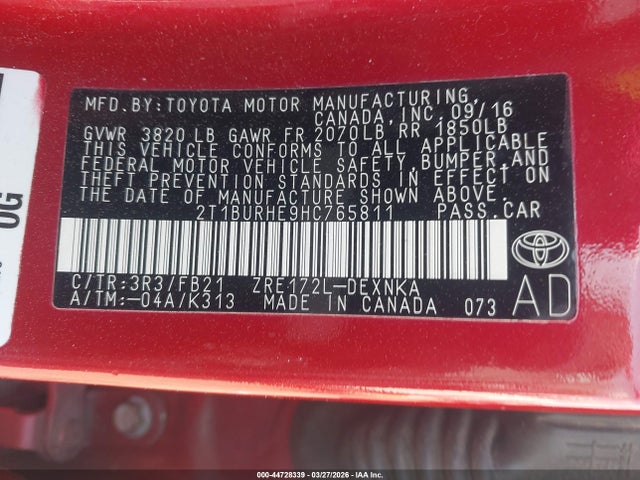 MFD. BY: TOYOTA MOTOR MANUFACTURING,
CANADA, INC. 09/16
GVWR 3820 LB GAWR FR 2070LB, RR 1850LB
THIS VEHICLE CONFORMS TO ALL APPLICABLE
FEDERAL MOTOR VEHICLE SAFETY, BUMPER, AND
THEFT PREVENTION STANDARDS IN EFFECT ON
THE DATE OF MANUFACTURE SHOWN ABOVE.
2T1BURHE9HC765811 PASS. CAR
C/TR: 3R3/FB21 ZRE172L-DEXNKA
A/TM: -04A/K313 MADE IN CANADA 073
AD
OG
000-44728339 | 03/27/2026 - IAA Inc.